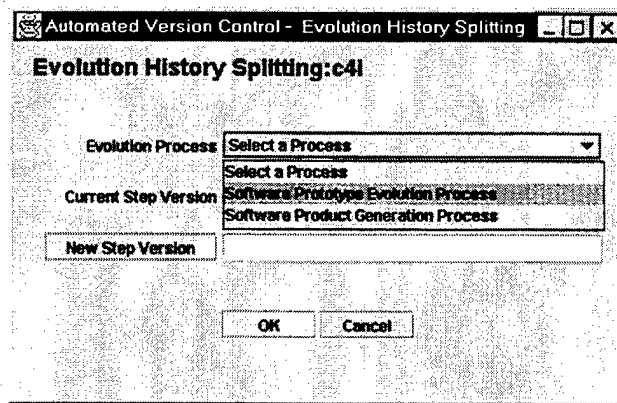 Automated Version Control - Evolution History Splitting
Evolution History Splitting:c4i
Evolution Process Select a Process
Select a Process
Current Step Version Software Prototype Evolution Process
Software Product Generation Process
New Step Version
OK Cancel